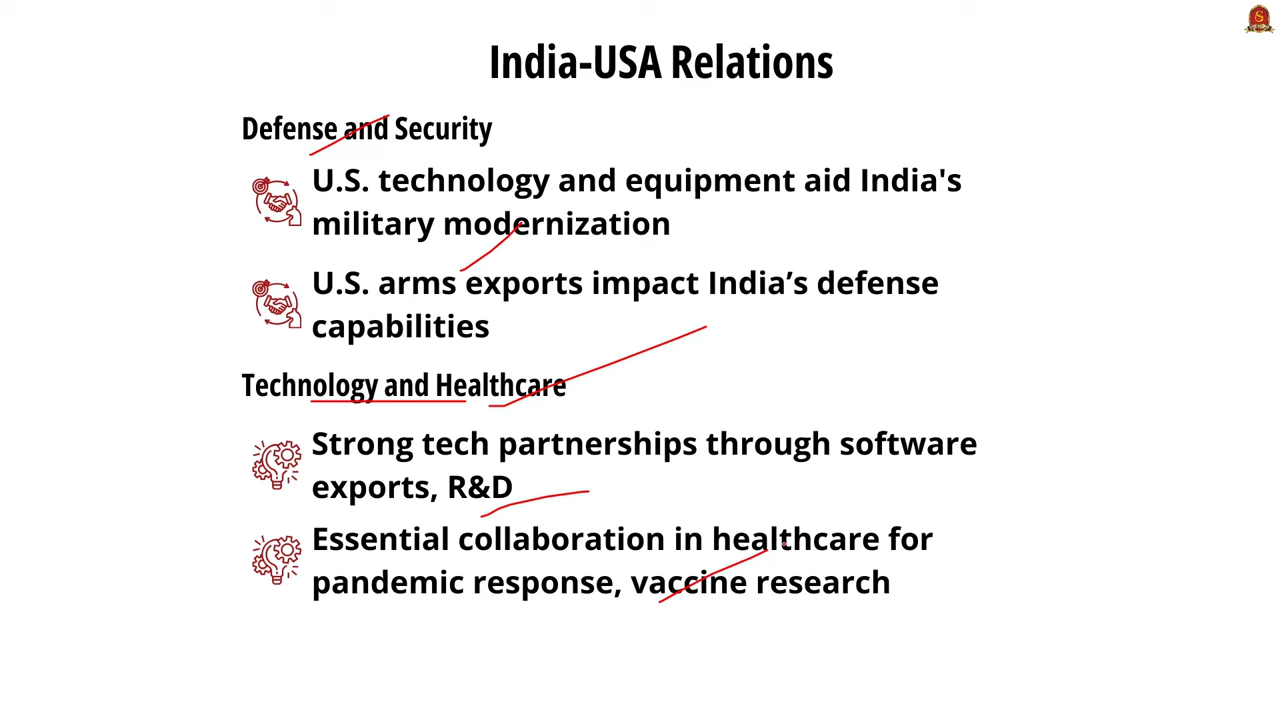 India-USA Relations
Defense and Security
U.S. technology and equipment aid India's
military modernization
U.S. arms exports impact India’s defense
capabilities
Technology and Healthcare
Strong tech partnerships through software
exports, R&D
Essential collaboration in healthcare for
pandemic response, vaccine research